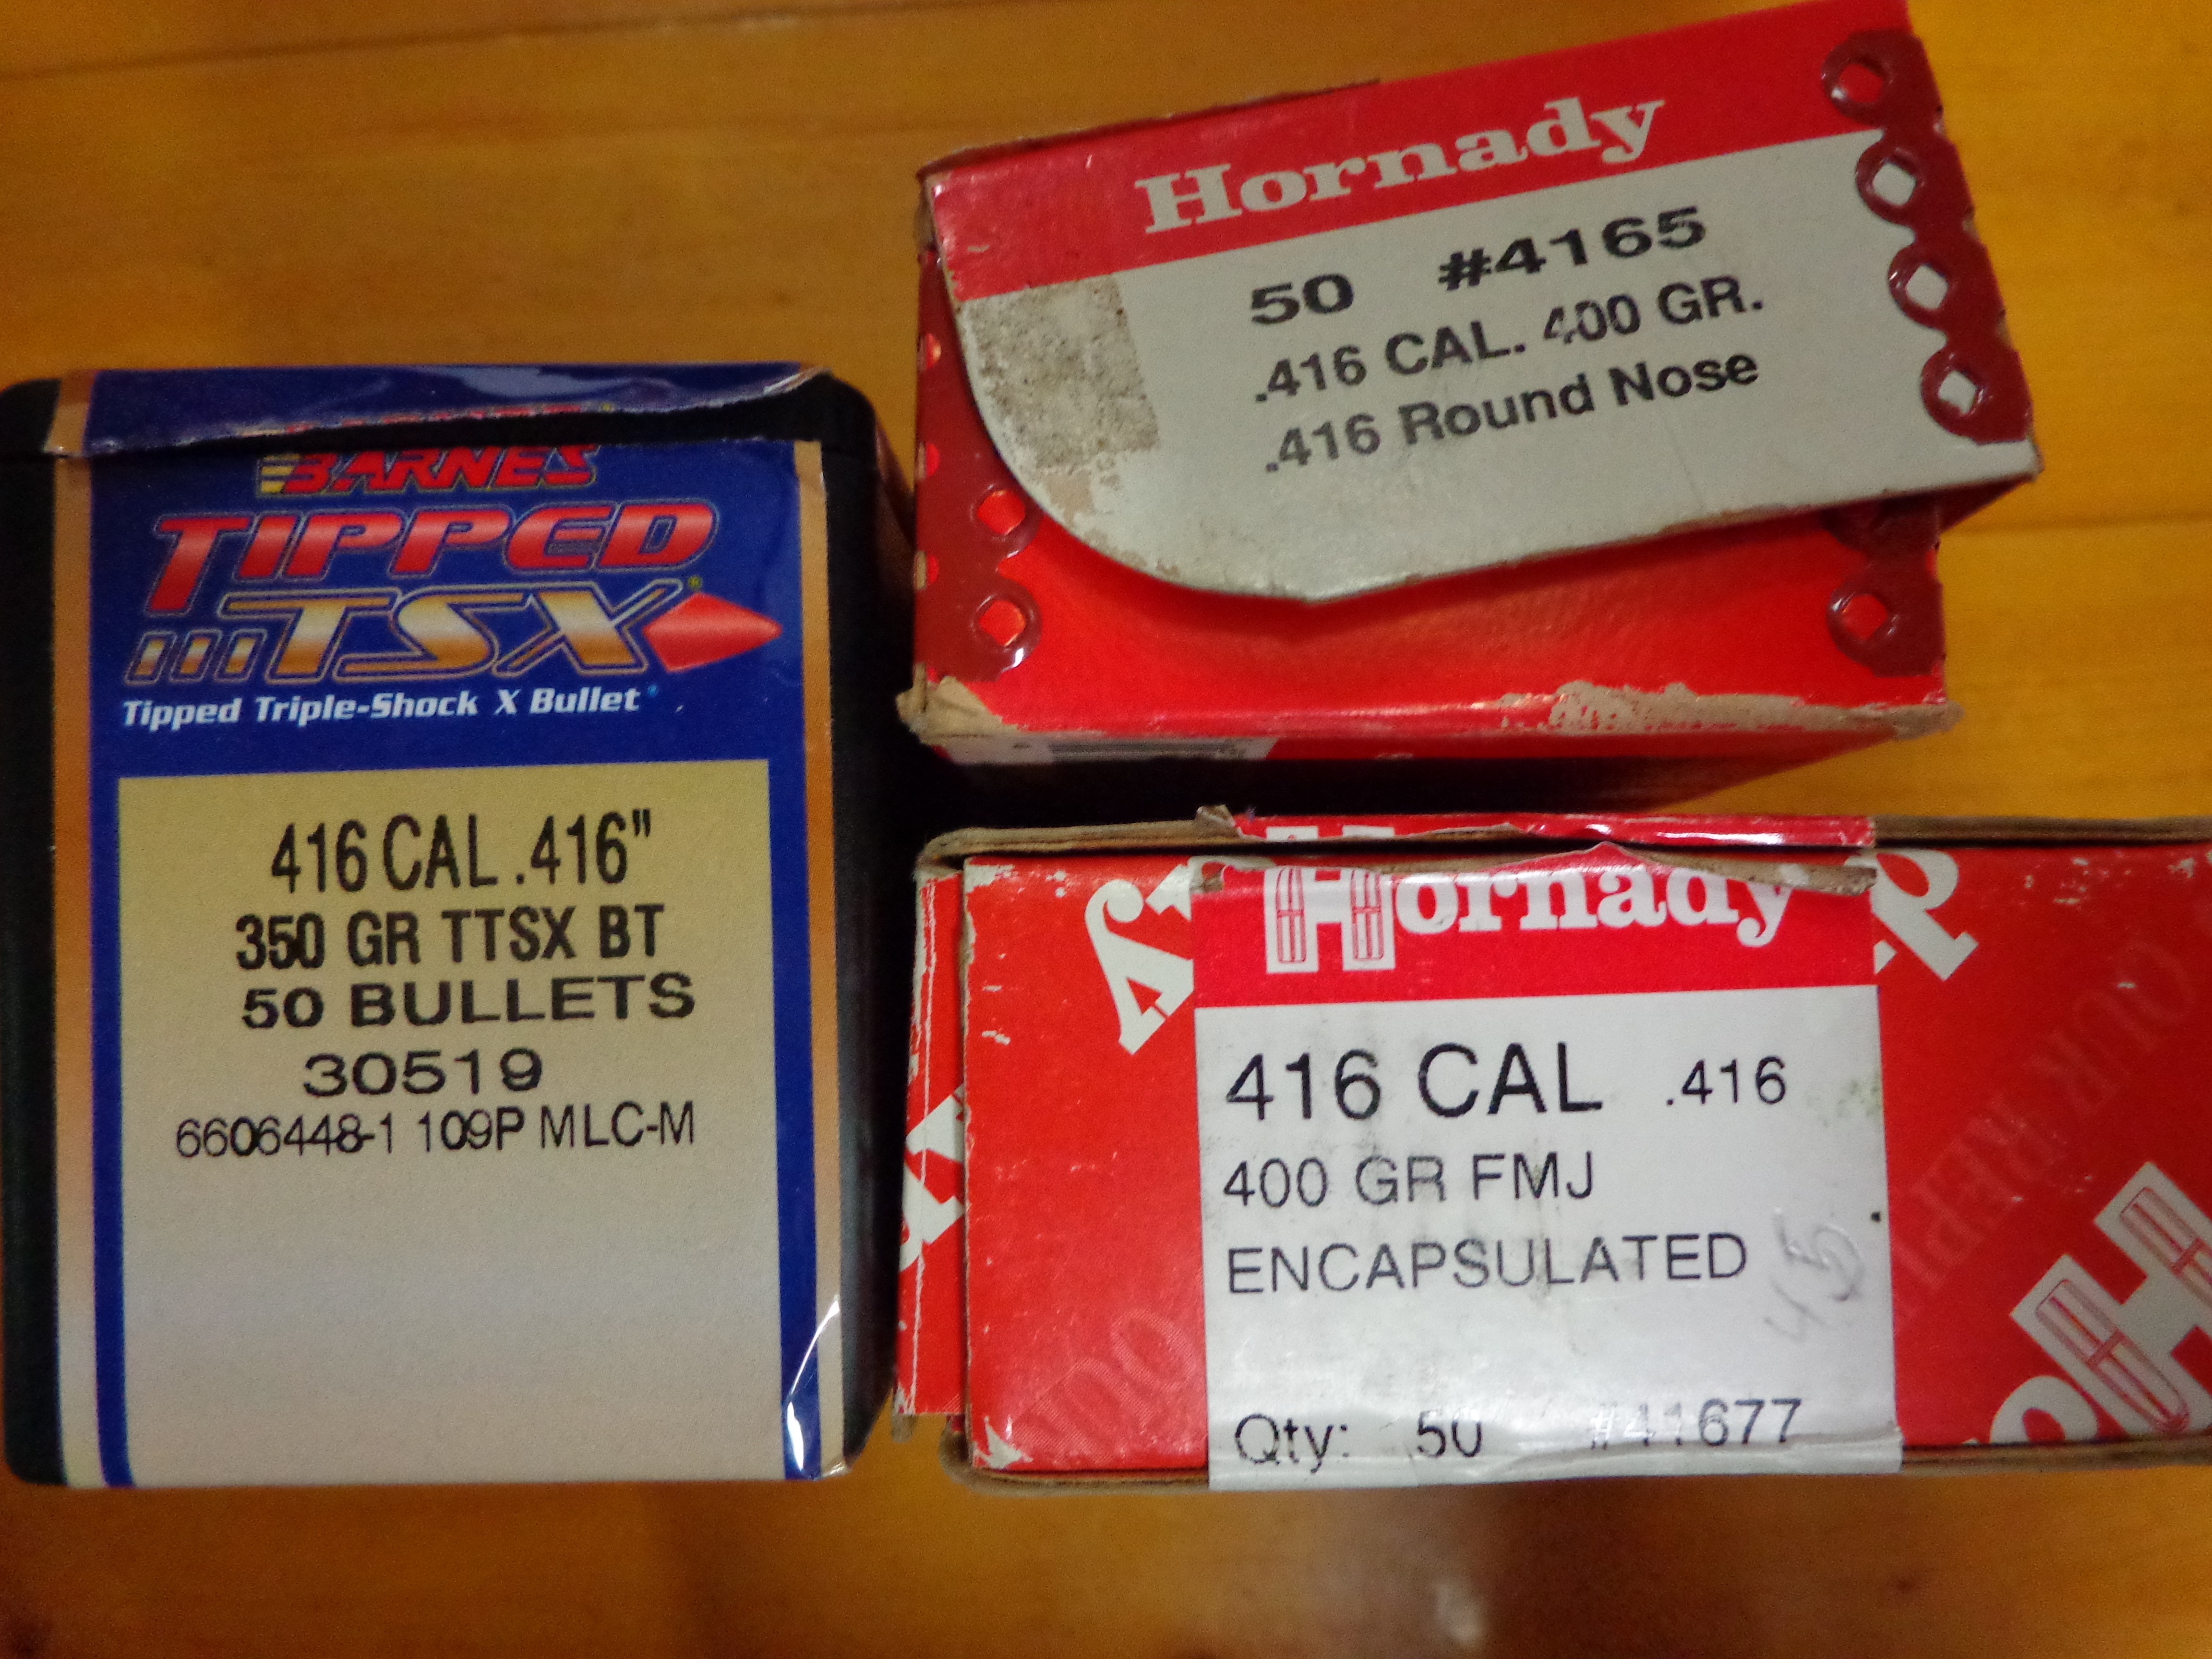 BARNES
TIPPED
TSX
Tipped Triple-Shock X Bullet
416 CAL .416"
350 GR TTSX BT
50 BULLETS
30519
6606448-1 109P MLC-M
Hornady
50 #4165
.416 CAL. 400 GR.
.416 Round Nose
Hornady
416 CAL .416
400 GR FMJ
ENCAPSULATED
45
Qty: 50 #41677